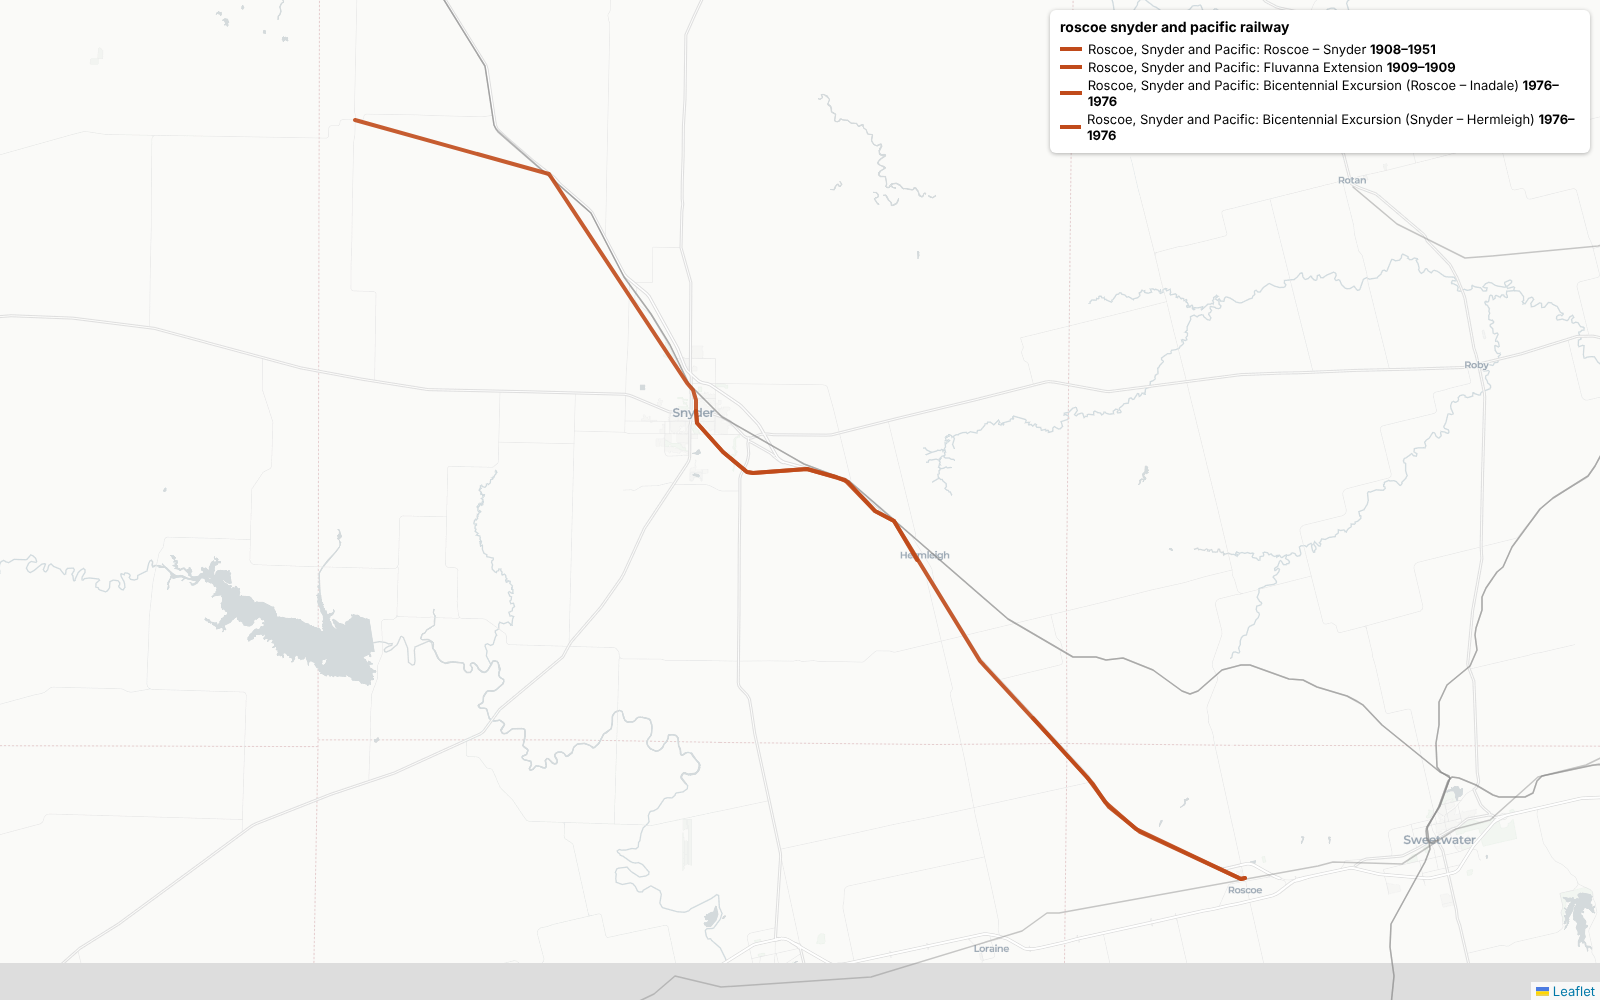 roscoe snyder and pacific railway
Roscoe, Snyder and Pacific: Roscoe – Snyder 1908–1951
Roscoe, Snyder and Pacific: Fluvanna Extension 1909–1909
Roscoe, Snyder and Pacific: Bicentennial Excursion (Roscoe – Inadale) 1976–
1976
Roscoe, Snyder and Pacific: Bicentennial Excursion (Snyder – Hermleigh) 1976–
1976
Rotan
Roby
Snyder
Hermleigh
Sweetwater
Roscoe
Loraine
Leaflet